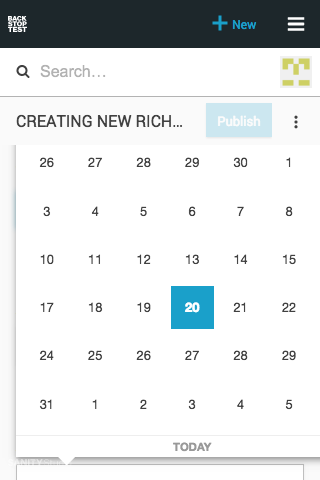 BACK
STOP
TEST
New
Search...
CREATING NEW RICH...
Publish
26 27 28 29 30 1
3 4 5 6 7 8
10 11 12 13 14 15
17 18 19 20 21 22
24 25 26 27 28 29
31 1 2 3 4 5
TODAY